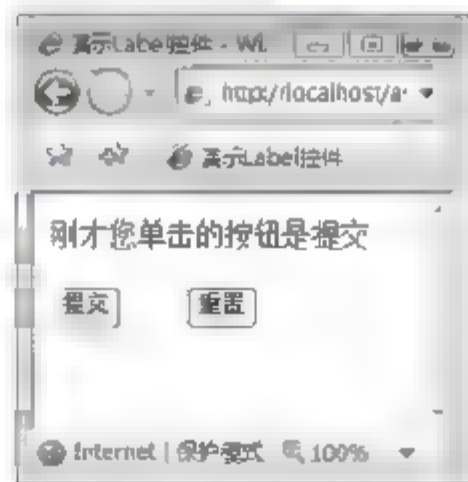 演示Label控件 - Wi
http://localhost/a
演示Label控件
刚才您单击的按钮是提交
提交 重置
Internet | 保护模式 100%